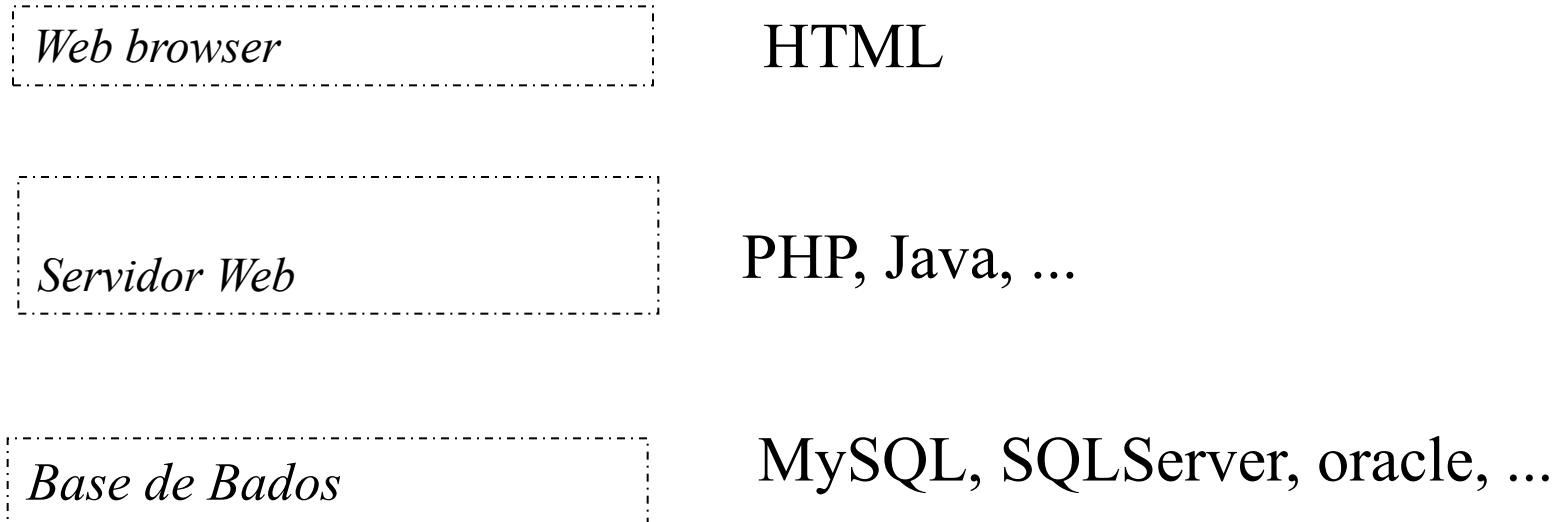 Web browser
HTML
Servidor Web
PHP, Java, ...
Base de Bados
MySQL, SQLServer, oracle, ...